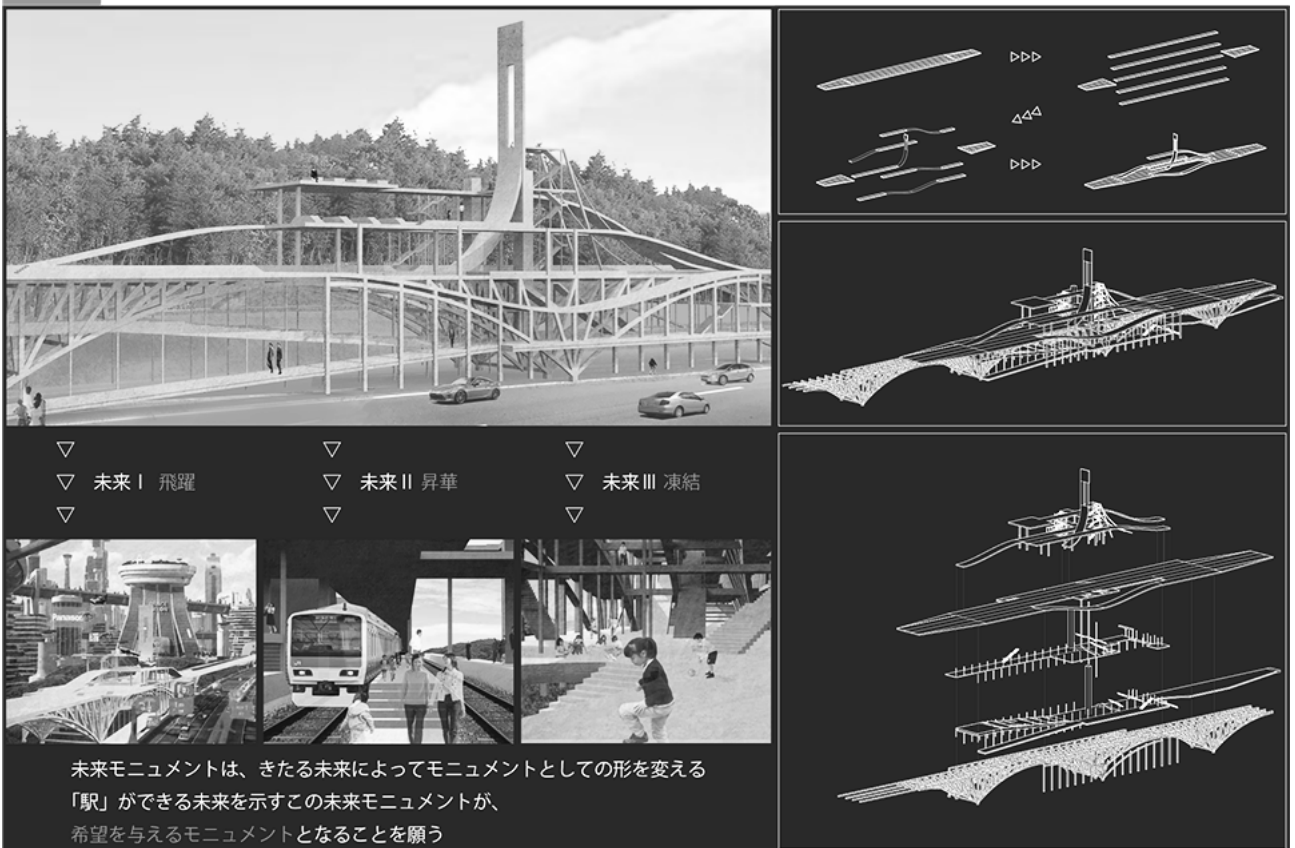 未来Ⅰ 飛躍
未来Ⅱ 昇華
未来Ⅲ 凍結
Panasonic
未来モニュメントは、きたる未来によってモニュメントとしての形を変える
「駅」ができる未来を示すこの未来モニュメントが、
希望を与えるモニュメントとなることを願う